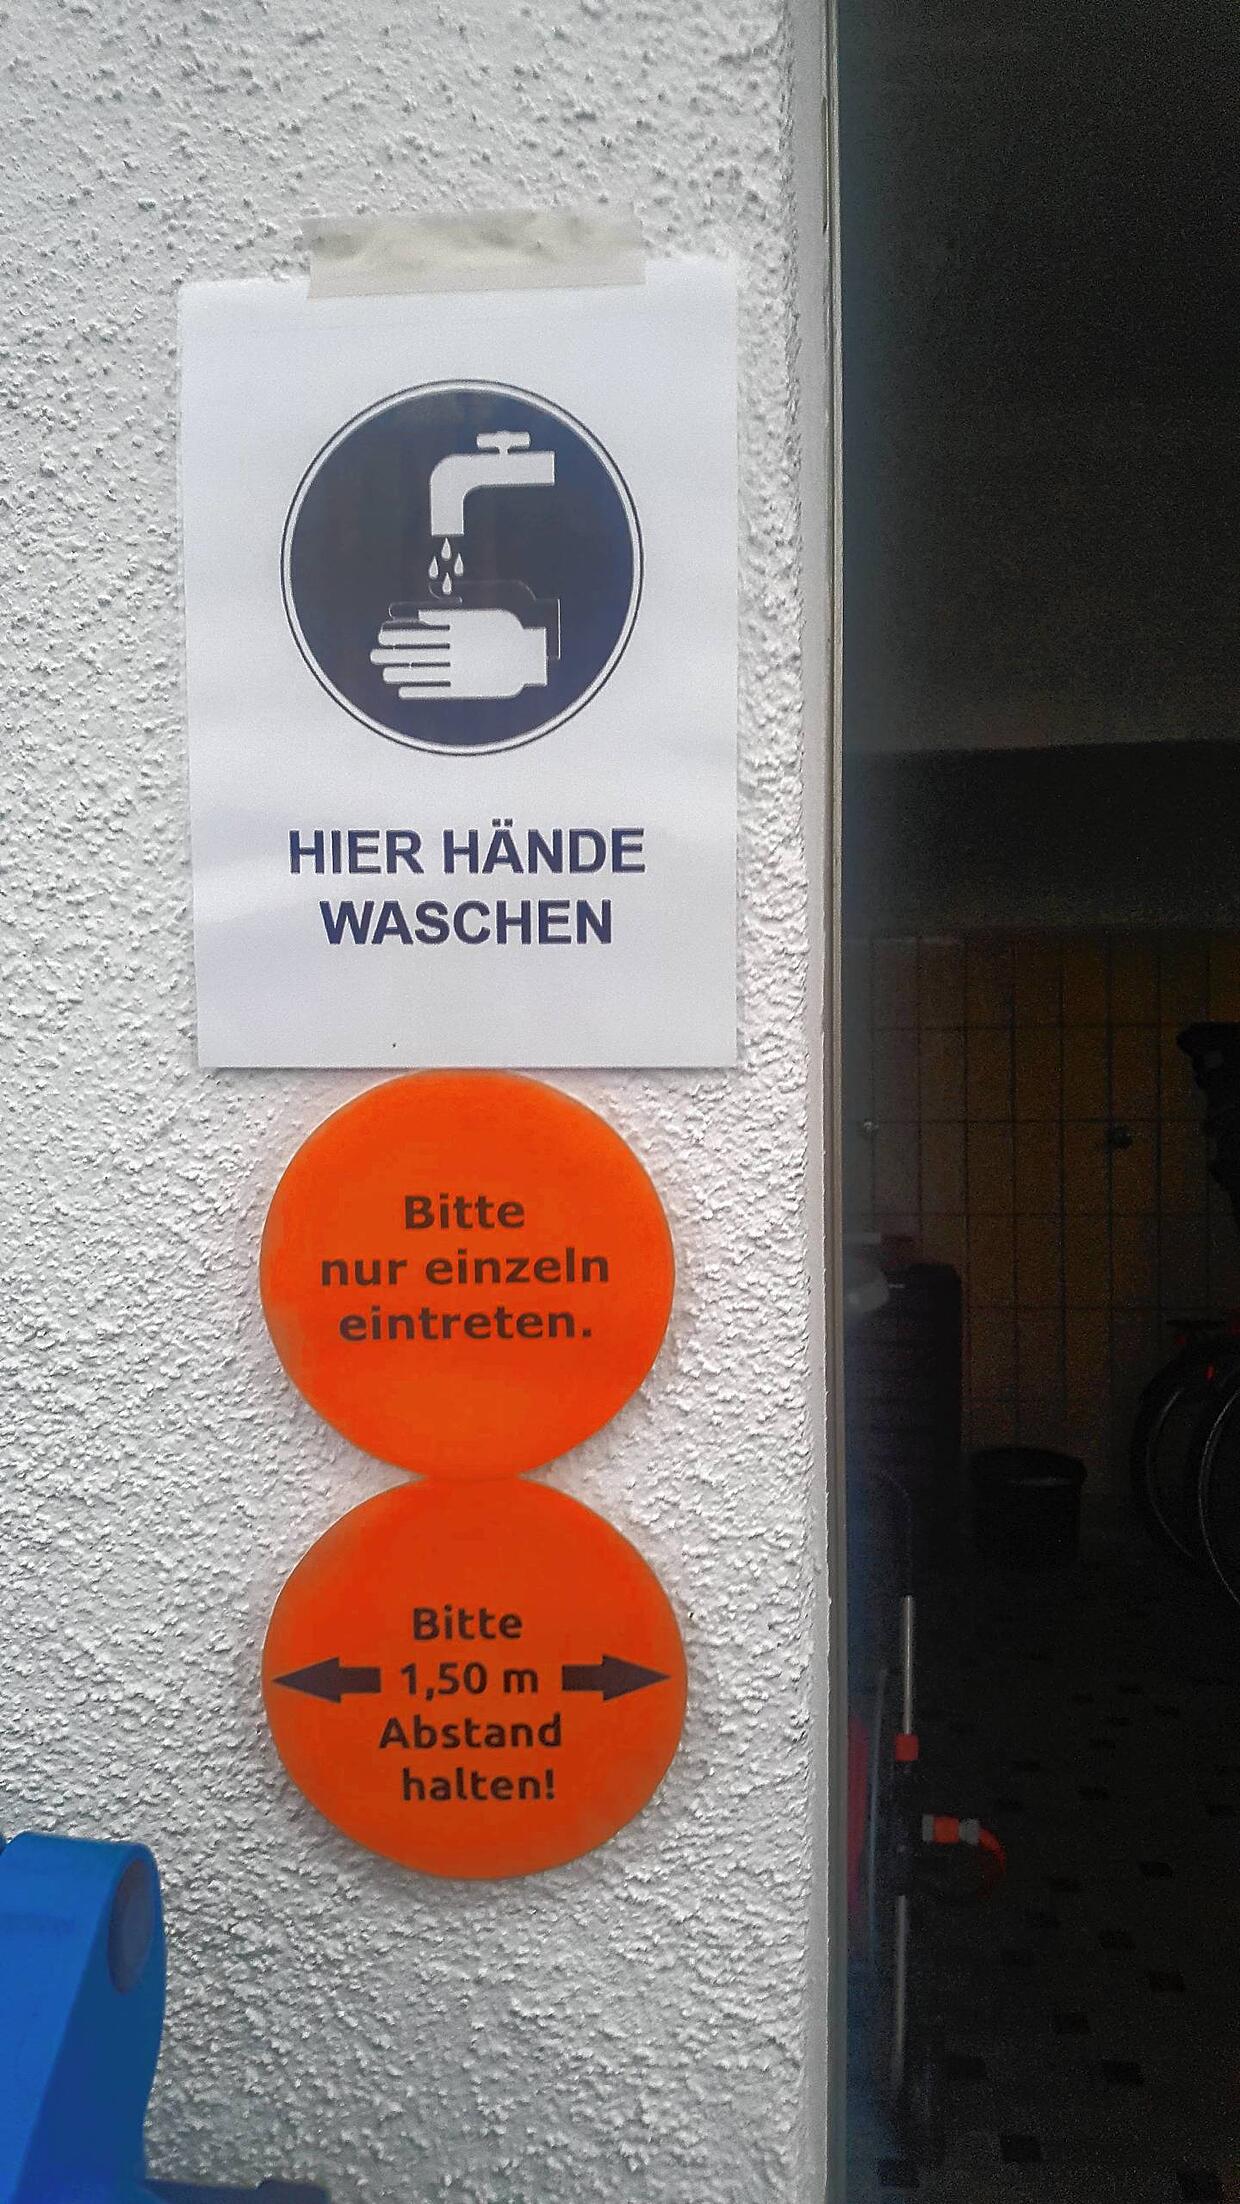 HIER HÄNDE
WASCHEN
Bitte
nur einzeln
eintreten.
Bitte
1,50 m
Abstand
halten!